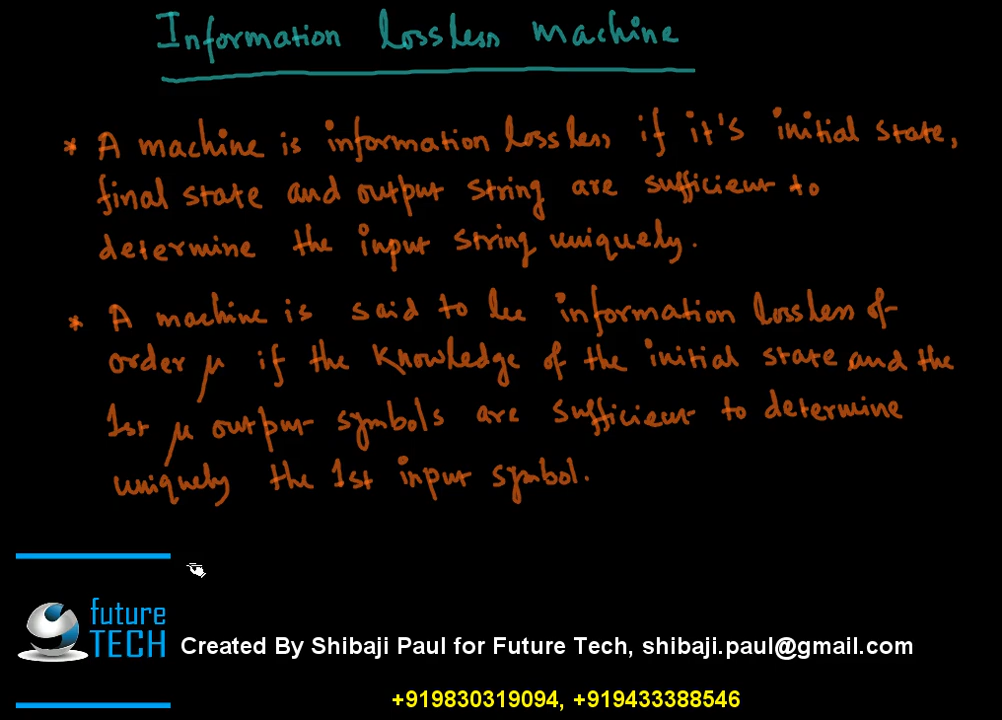 Information lossless machine
* A machine is information lossless if it's initial state,
final state and output string are sufficient to
determine the input string uniquely.
* A machine is said to be information lossless of
order μ if the knowledge of the initial state and the
1st μ output symbols are sufficient to determine
uniquely the 1st input symbol.
future
TECH
Created By Shibaji Paul for Future Tech, shibaji.paul@gmail.com
+919830319094, +919433388546